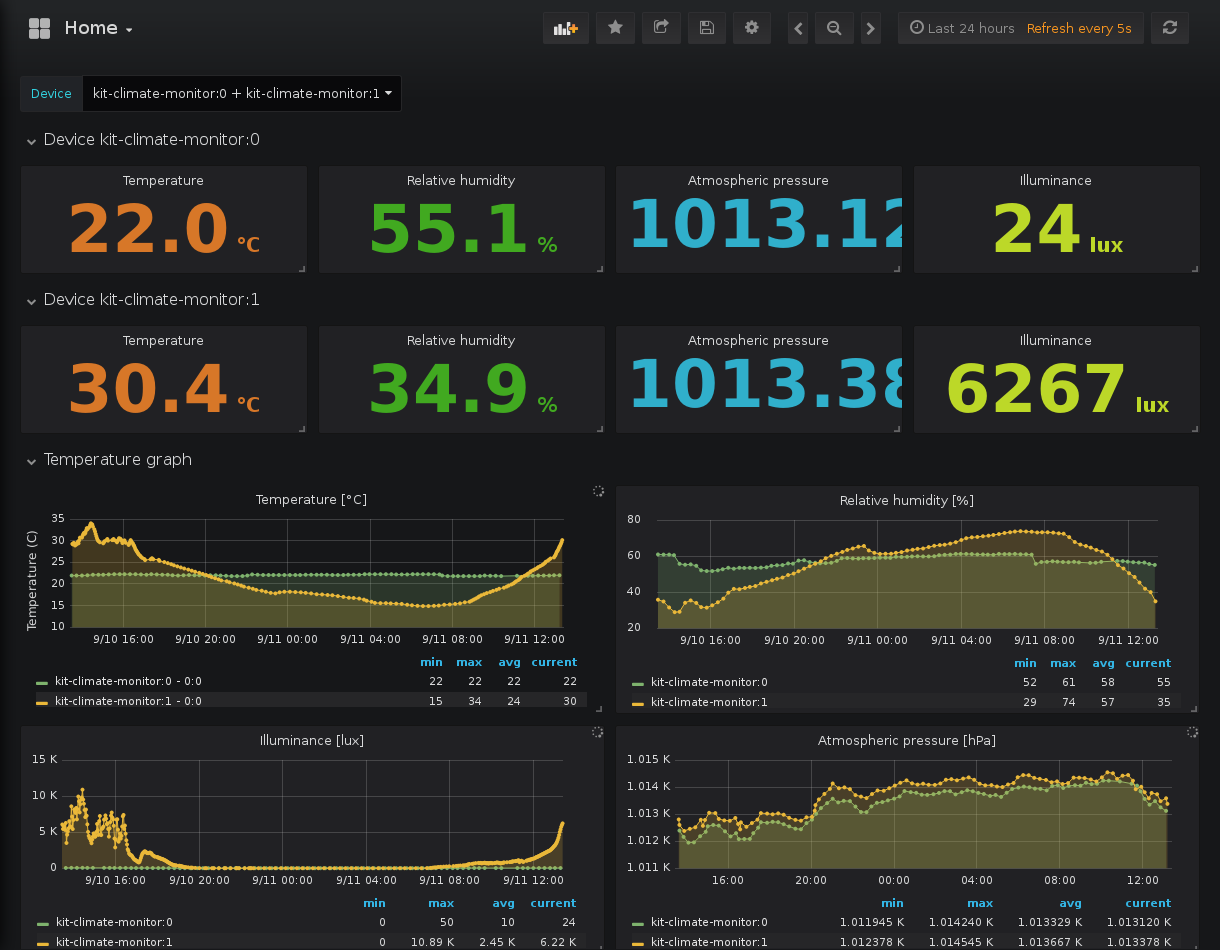 Home
Last 24 hours Refresh every 5s
Device kit-climate-monitor:0 + kit-climate-monitor:1
Device kit-climate-monitor:0
Temperature Relative humidity Atmospheric pressure Illuminance
22.0 °C 55.1 % 1013.12 24 lux
Device kit-climate-monitor:1
Temperature Relative humidity Atmospheric pressure Illuminance
30.4 °C 34.9 % 1013.38 6267 lux
Temperature graph
Temperature [°C]
Temperature (C)
35
30
25
20
15
10
9/10 16:00 9/10 20:00 9/11 00:00 9/11 04:00 9/11 08:00 9/11 12:00
min max avg current
kit-climate-monitor:0 - 0:0 22 22 22 22
kit-climate-monitor:1 - 0:0 15 34 24 30
Relative humidity [%]
80
60
40
20
9/10 16:00 9/10 20:00 9/11 00:00 9/11 04:00 9/11 08:00 9/11 12:00
min max avg current
kit-climate-monitor:0 52 61 58 55
kit-climate-monitor:1 29 74 57 35
Illuminance [lux]
15 K
10 K
5 K
0
9/10 16:00 9/10 20:00 9/11 00:00 9/11 04:00 9/11 08:00 9/11 12:00
min max avg current
kit-climate-monitor:0 0 50 10 24
kit-climate-monitor:1 0 10.89 K 2.45 K 6.22 K
Atmospheric pressure [hPa]
1.015 K
1.014 K
1.013 K
1.012 K
1.011 K
16:00 20:00 00:00 04:00 08:00 12:00
min max avg current
kit-climate-monitor:0 1.011945 K 1.014240 K 1.013329 K 1.013120 K
kit-climate-monitor:1 1.012378 K 1.014545 K 1.013667 K 1.013378 K